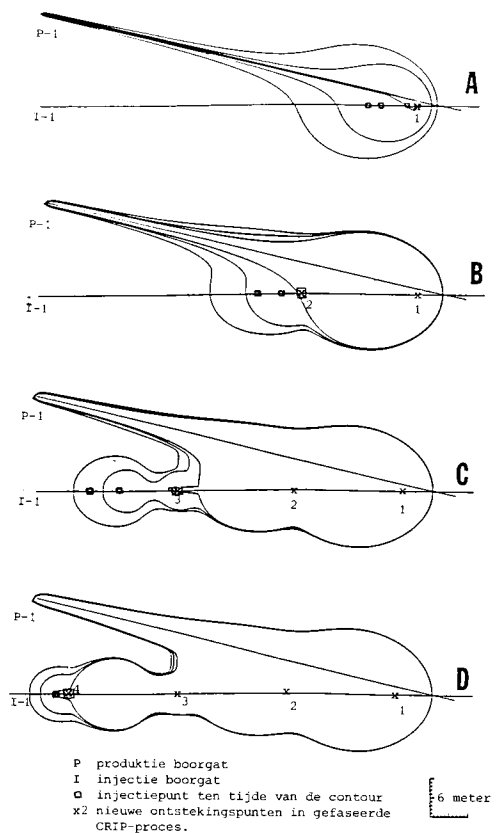 P-1
A
I-1
1
P-1
B
I-1
2
1
P-1
C
I-1
3
2
1
P-1
D
4
I-1
3
2
1
P produktie boorgat
I injectie boorgat
injectiepunt ten tijde van de contour
x2 nieuwe ontstekingspunten in gefaseerde
CRIP-proces.
6 meter